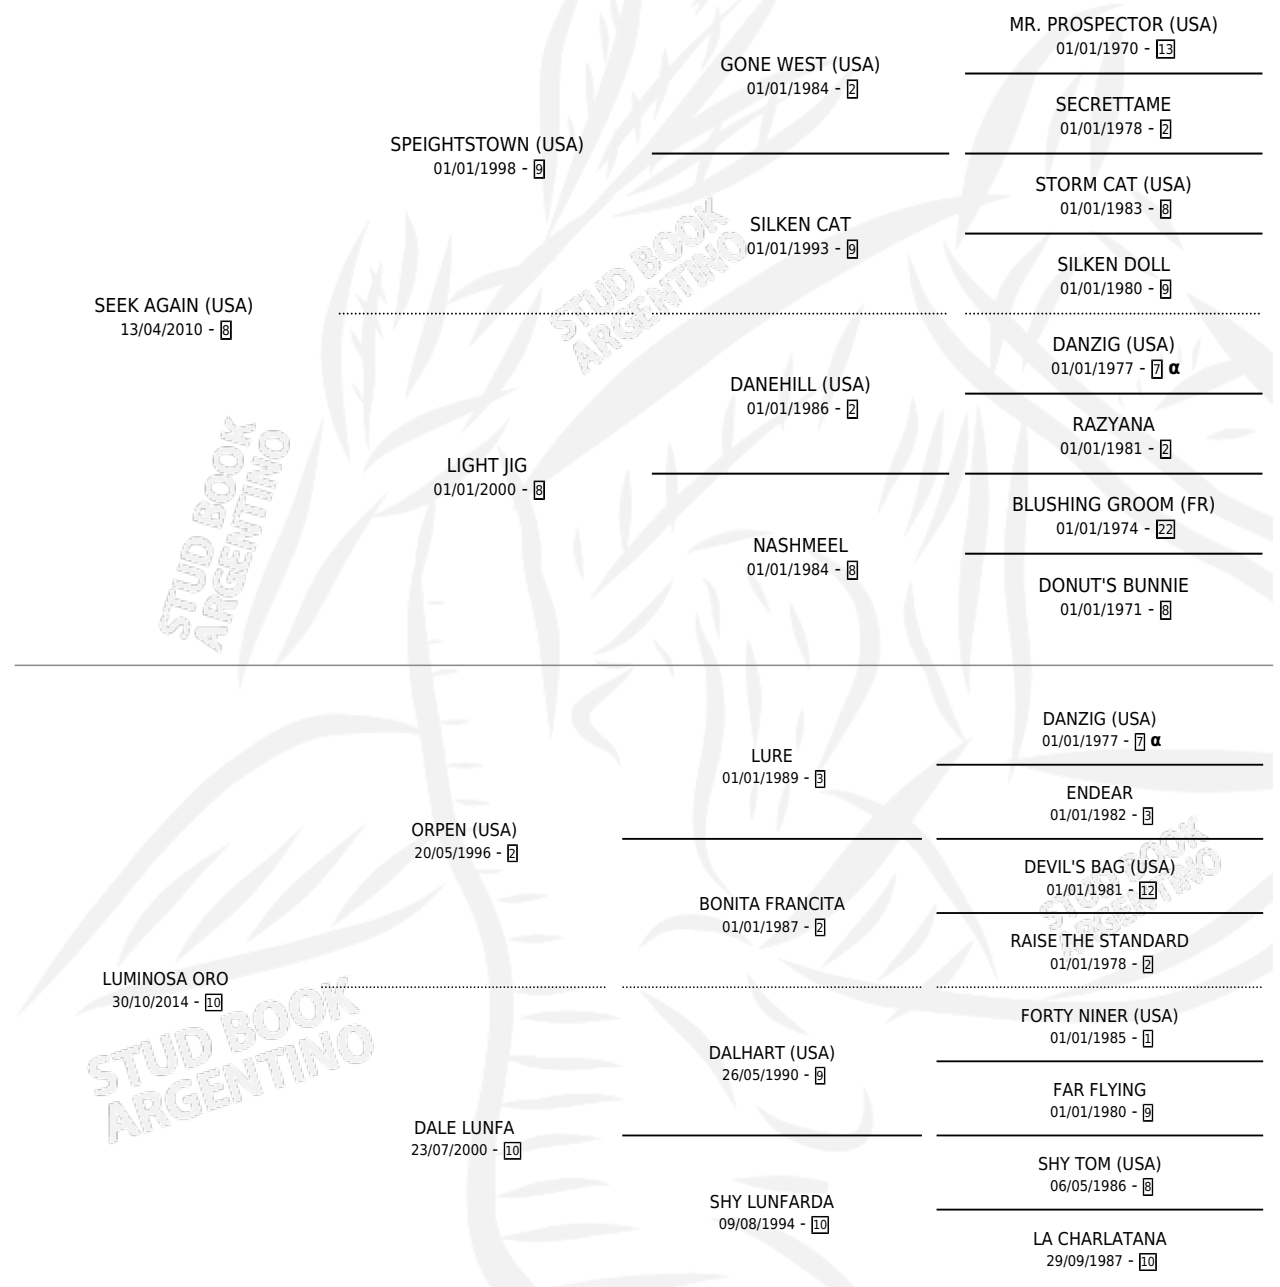 MR. PROSPECTOR (USA)
01/01/1970 - 13
GONE WEST (USA)
01/01/1984 - 2
SECRETTAME
01/01/1978 - 2
SPEIGHTSTOWN (USA)
01/01/1998 - 9
STORM CAT (USA)
01/01/1983 - 8
SILKEN CAT
01/01/1993 - 9
SILKEN DOLL
01/01/1980 - 9
SEEK AGAIN (USA)
13/04/2010 - 8
DANZIG (USA)
01/01/1977 - 7 α
DANEHILL (USA)
01/01/1986 - 2
RAZYANA
01/01/1981 - 2
LIGHT JIG
01/01/2000 - 8
BLUSHING GROOM (FR)
01/01/1974 - 22
NASHMEEL
01/01/1984 - 8
DONUT'S BUNNIE
01/01/1971 - 8
DANZIG (USA)
01/01/1977 - 7 α
LURE
01/01/1989 - 3
ENDEAR
01/01/1982 - 3
ORPEN (USA)
20/05/1996 - 2
DEVIL'S BAG (USA)
01/01/1981 - 12
BONITA FRANCITA
01/01/1987 - 2
RAISE THE STANDARD
01/01/1978 - 2
LUMINOSA ORO
30/10/2014 - 10
FORTY NINER (USA)
01/01/1985 - 1
DALHART (USA)
26/05/1990 - 9
FAR FLYING
01/01/1980 - 9
DALE LUNFA
23/07/2000 - 10
SHY TOM (USA)
06/05/1986 - 8
SHY LUNFARDA
09/08/1994 - 10
LA CHARLATANA
29/09/1987 - 10
STUD BOOK
ARGENTINO
STUD BOOK
ARGENTINO
STUD BOOK
ARGENTINO
STUD BOOK
ARGENTINO